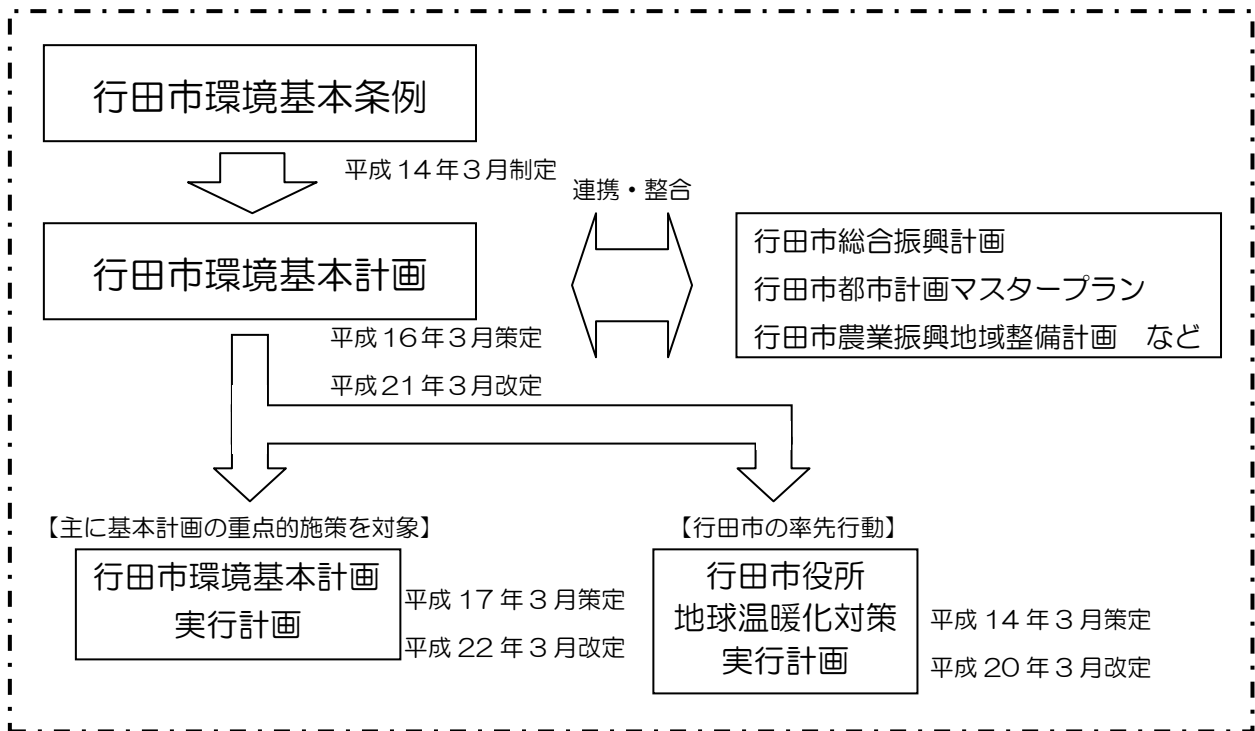 行田市環境基本条例
平成14年3月制定
連携・整合
行田市環境基本計画
平成16年3月策定
平成21年3月改定
行田市総合振興計画
行田市都市計画マスタープラン
行田市農業振興地域整備計画　など
【主に基本計画の重点的施策を対象】
行田市環境基本計画
実行計画
平成17年3月策定
平成22年3月改定
【行田市の率先行動】
行田市役所
地球温暖化対策
実行計画
平成14年3月策定
平成20年3月改定